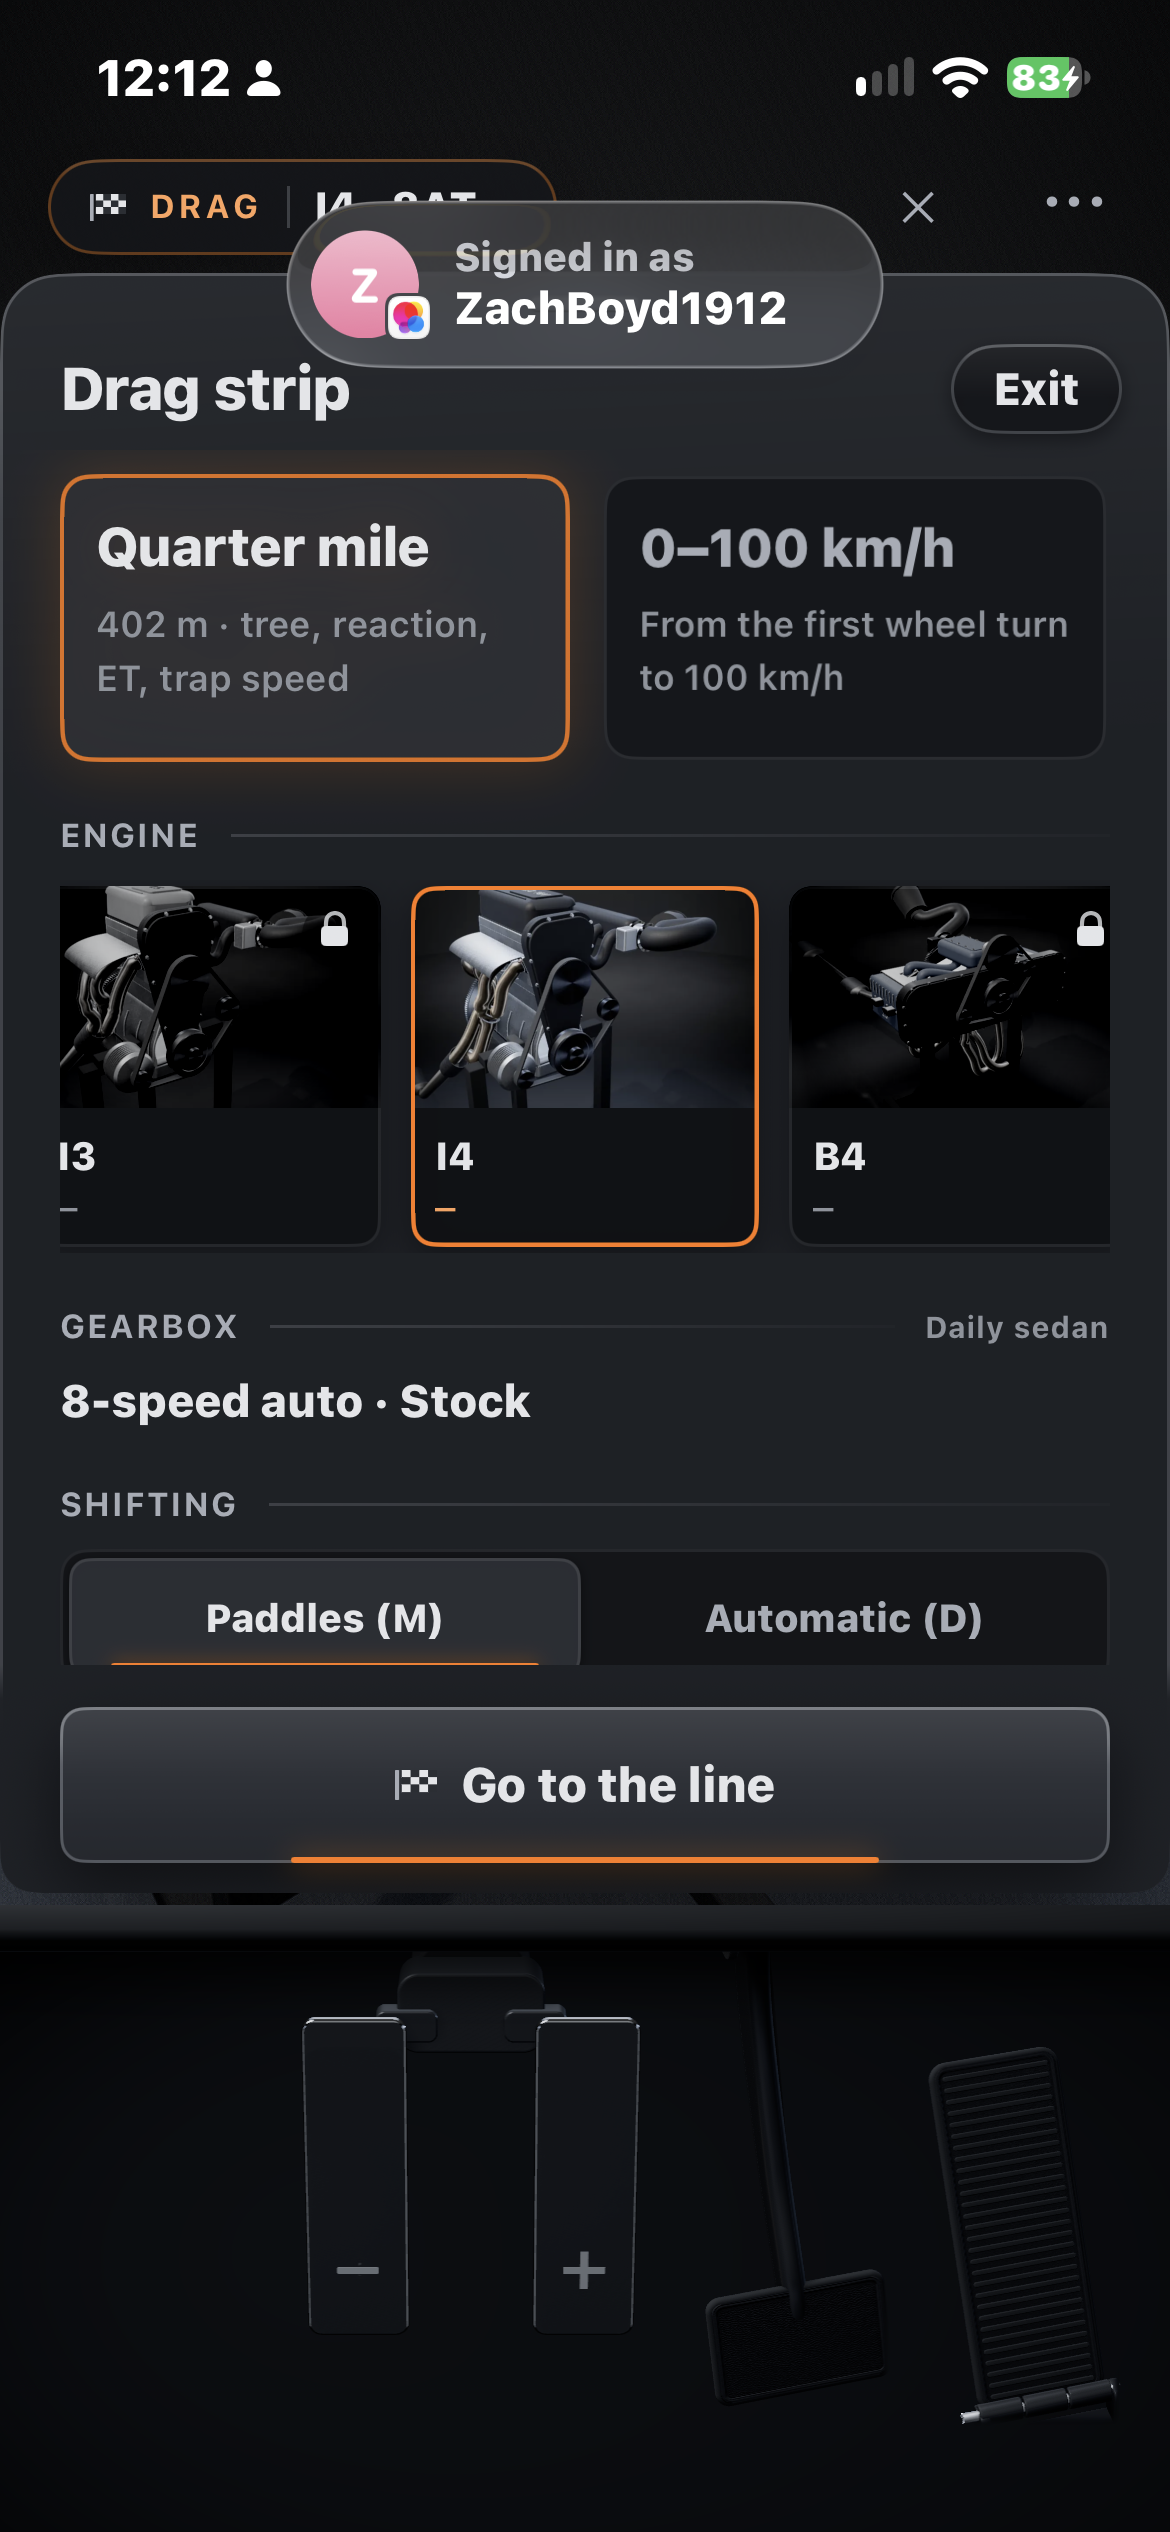 12:12
83
DRAG
Signed in as
Z
ZachBoyd1912
Drag strip
Exit
Quarter mile
402 m · tree, reaction,
ET, trap speed
0–100 km/h
From the first wheel turn
to 100 km/h
ENGINE
I3
–
I4
–
B4
–
GEARBOX
Daily sedan
8-speed auto · Stock
SHIFTING
Paddles (M)
Automatic (D)
Go to the line
−
+